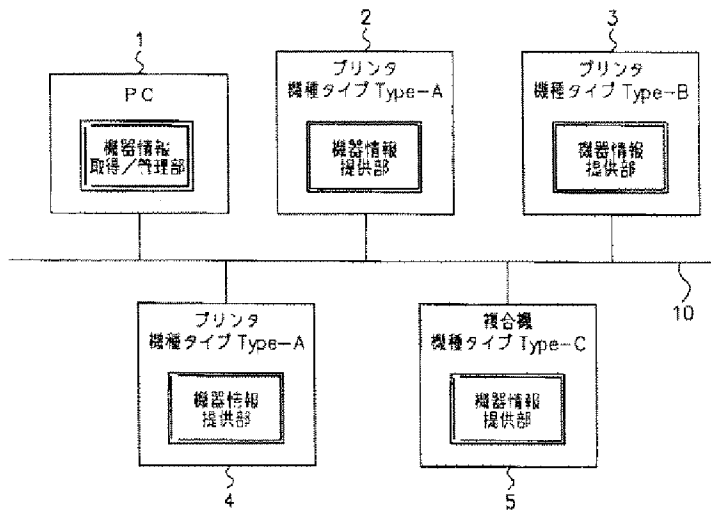 1
PC
機器情報
取得／管理部
2
プリンタ
機種タイプ Type-A
機器情報
提供部
3
プリンタ
機種タイプ Type-B
機器情報
提供部
10
プリンタ
機種タイプ Type-A
機器情報
提供部
4
複合機
機種タイプ Type-C
機器情報
提供部
5